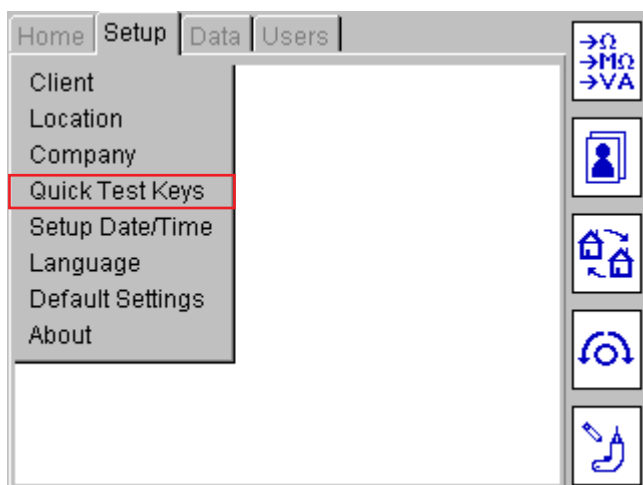 Home Setup Data Users
Client
Location
Company
Quick Test Keys
Setup Date/Time
Language
Default Settings
About
→Ω
→MΩ
→VA